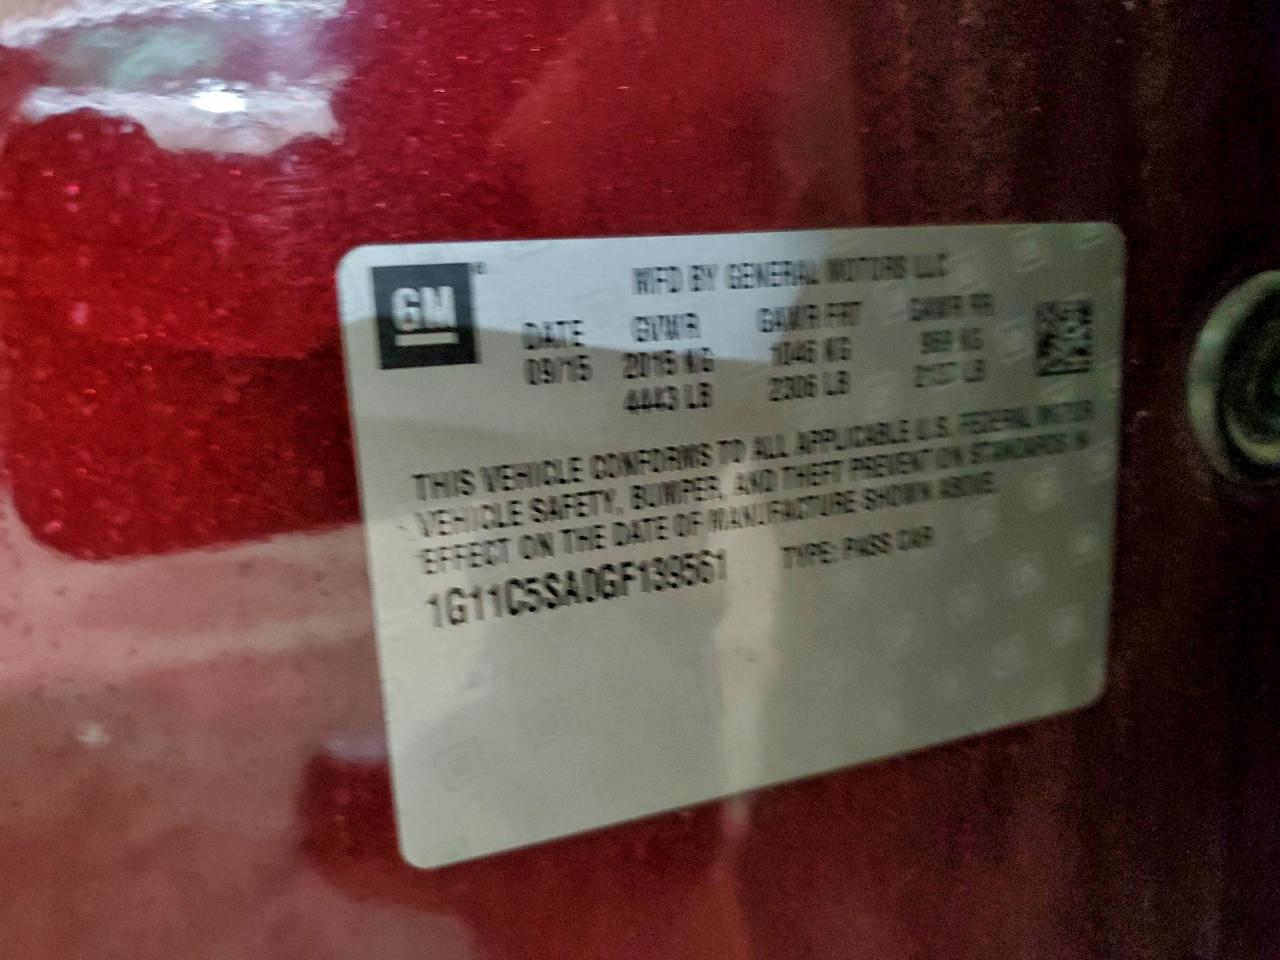 GM
MFD BY GENERAL MOTORS LLC
DATE GVWR GAWR FRT GAWR RR
09/15 2015 KG 1046 KG 969 KG
4443 LB 2306 LB 2137 LB
THIS VEHICLE CONFORMS TO ALL APPLICABLE U.S. FEDERAL MOTOR
VEHICLE SAFETY, BUMPER, AND THEFT PREVENTION STANDARDS IN
EFFECT ON THE DATE OF MANUFACTURE SHOWN ABOVE.
1G11C5SA0GF139561 TYPE: PASS CAR